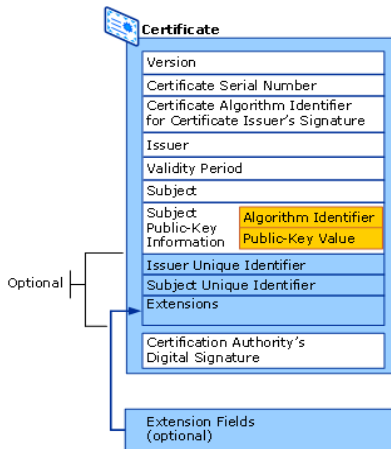 Certificate
Version
Certificate Serial Number
Certificate Algorithm Identifier
for Certificate Issuer's Signature
Issuer
Validity Period
Subject
Subject
Public-Key
Information
Algorithm Identifier
Public-Key Value
Optional
Issuer Unique Identifier
Subject Unique Identifier
Extensions
Certification Authority's
Digital Signature
Extension Fields
(optional)